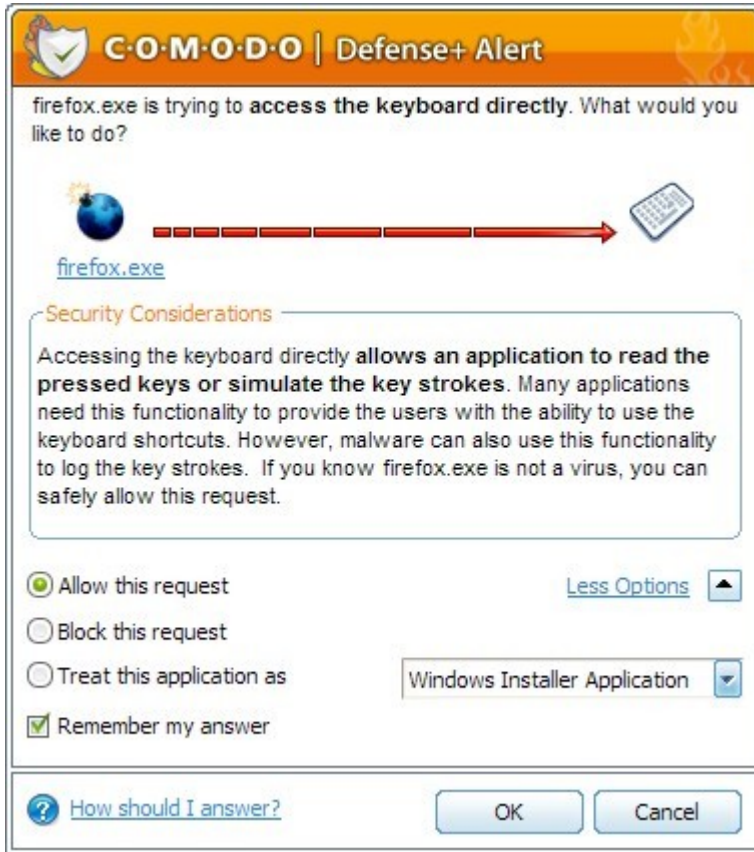 C·O·M·O·D·O | Defense+ Alert
firefox.exe is trying to access the keyboard directly. What would you
like to do?
firefox.exe
Security Considerations
Accessing the keyboard directly allows an application to read the
pressed keys or simulate the key strokes. Many applications
need this functionality to provide the users with the ability to use the
keyboard shortcuts. However, malware can also use this functionality
to log the key strokes. If you know firefox.exe is not a virus, you can
safely allow this request.
Allow this request
Less Options
Block this request
Treat this application as
Windows Installer Application
Remember my answer
How should I answer?
OK
Cancel